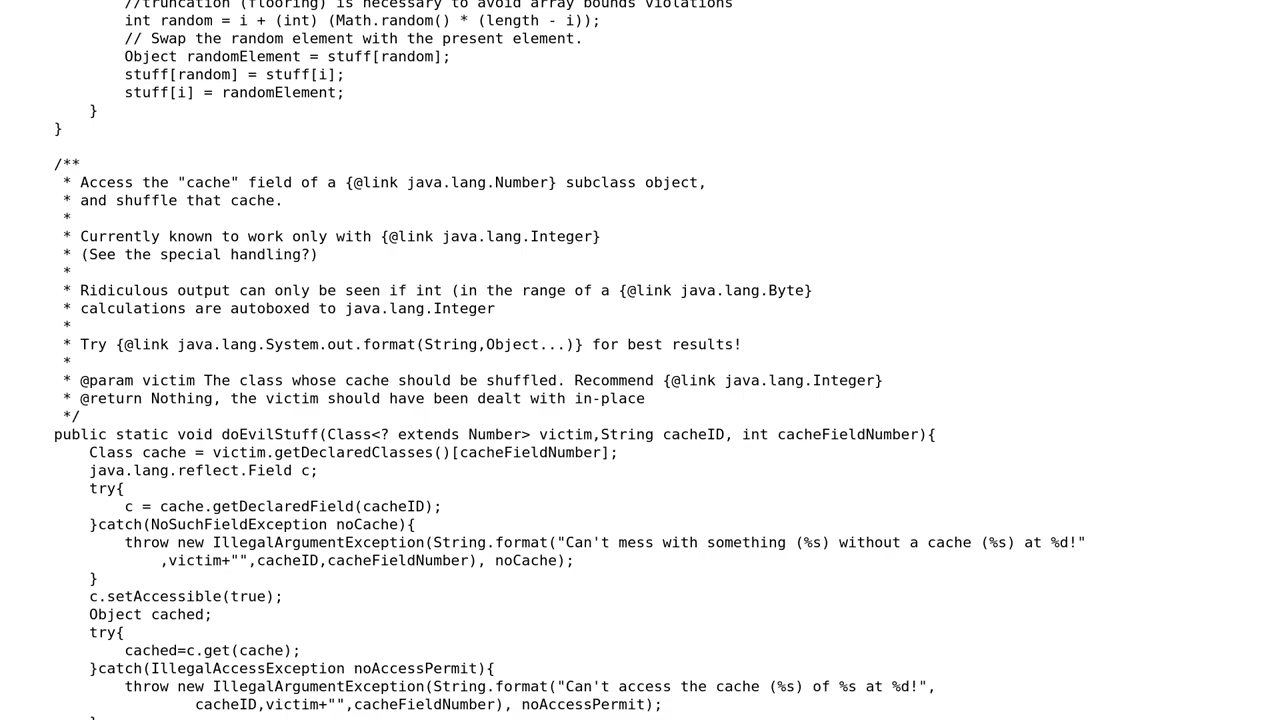 //truncation (flooring) is necessary to avoid array bounds violations
int random = i + (int) (Math.random() * (length - i));
// Swap the random element with the present element.
Object randomElement = stuff[random];
stuff[random] = stuff[i];
stuff[i] = randomElement;
}
}
/**
* Access the "cache" field of a {@link java.lang.Number} subclass object,
* and shuffle that cache.
*
* Currently known to work only with {@link java.lang.Integer}
* (See the special handling?)
*
* Ridiculous output can only be seen if int (in the range of a {@link java.lang.Byte}
* calculations are autoboxed to java.lang.Integer
*
* Try {@link java.lang.System.out.format(String,Object...)} for best results!
*
* @param victim The class whose cache should be shuffled. Recommend {@link java.lang.Integer}
* @return Nothing, the victim should have been dealt with in-place
*/
public static void doEvilStuff(Class<? extends Number> victim,String cacheID, int cacheFieldNumber){
Class cache = victim.getDeclaredClasses()[cacheFieldNumber];
java.lang.reflect.Field c;
try{
c = cache.getDeclaredField(cacheID);
}catch(NoSuchFieldException noCache){
throw new IllegalArgumentException(String.format("Can't mess with something (%s) without a cache (%s) at %d!"
,victim+"",cacheID,cacheFieldNumber), noCache);
}
c.setAccessible(true);
Object cached;
try{
cached=c.get(cache);
}catch(IllegalAccessException noAccessPermit){
throw new IllegalArgumentException(String.format("Can't access the cache (%s) of %s at %d!",
cacheID,victim+"",cacheFieldNumber), noAccessPermit);
}